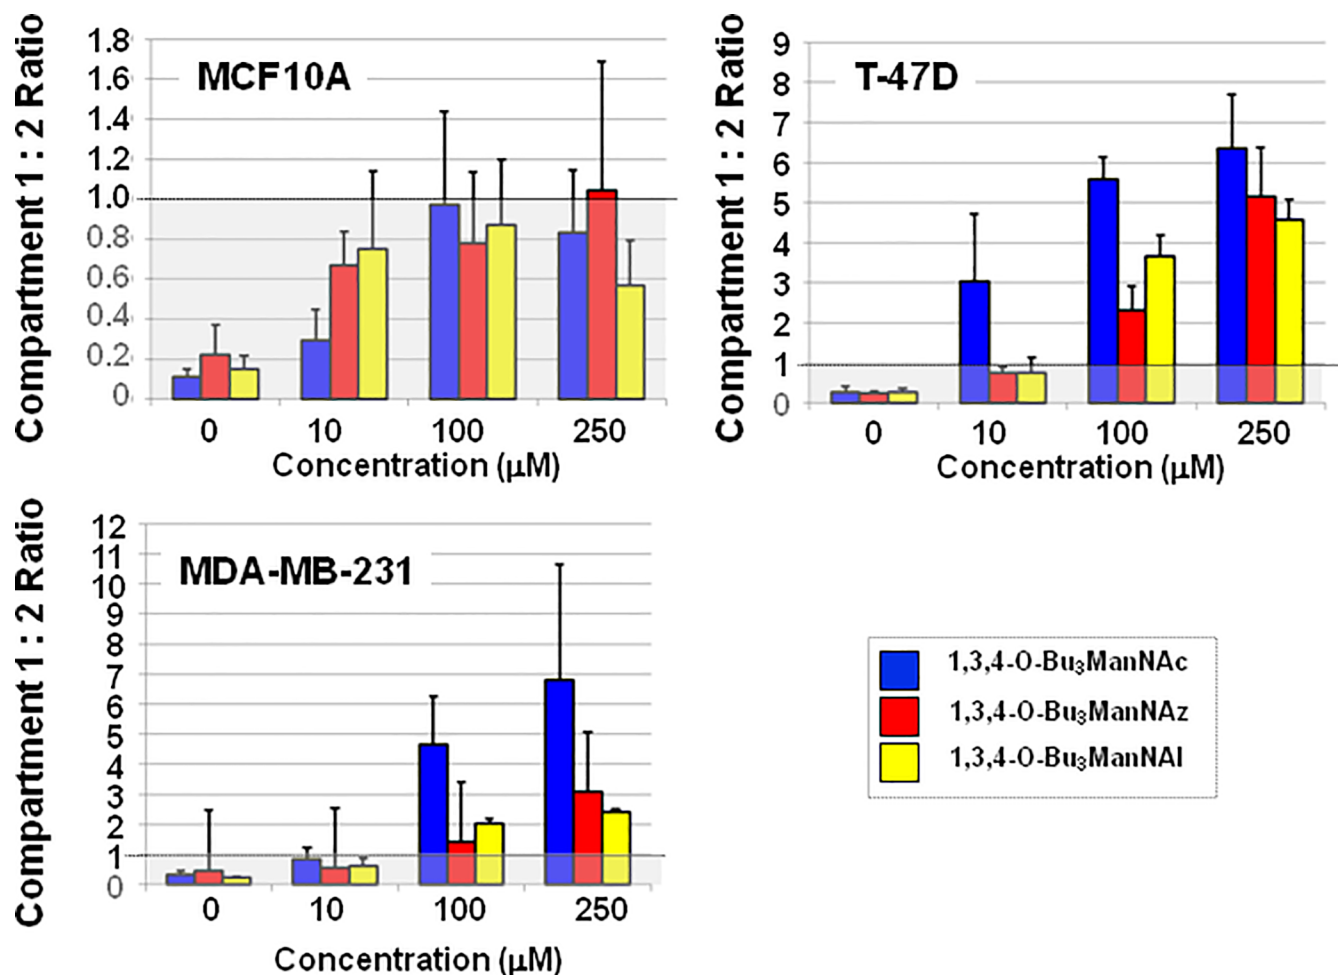 Compartment 1 : 2 Ratio
MCF10A
1.8
1.6
1.4
1.2
1.0
0.8
0.6
0.4
0.2
0
0 10 100 250
Concentration (μM)
Compartment 1 : 2 Ratio
T-47D
9
8
7
6
5
4
3
2
1
0
0 10 100 250
Concentration (μM)
Compartment 1 : 2 Ratio
MDA-MB-231
12
11
10
9
8
7
6
5
4
3
2
1
0
0 10 100 250
Concentration (μM)
1,3,4-O-Bu₃ManNAc
1,3,4-O-Bu₃ManNAz
1,3,4-O-Bu₃ManNAl